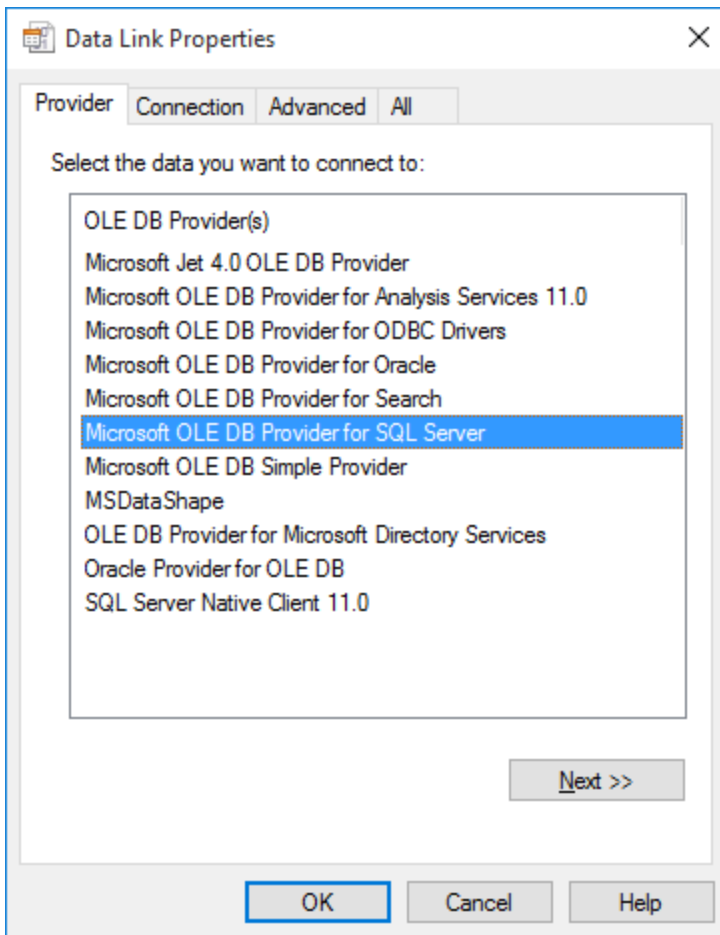 Data Link Properties
Provider Connection Advanced All
Select the data you want to connect to:
OLE DB Provider(s)
Microsoft Jet 4.0 OLE DB Provider
Microsoft OLE DB Provider for Analysis Services 11.0
Microsoft OLE DB Provider for ODBC Drivers
Microsoft OLE DB Provider for Oracle
Microsoft OLE DB Provider for Search
Microsoft OLE DB Provider for SQL Server
Microsoft OLE DB Simple Provider
MSDataShape
OLE DB Provider for Microsoft Directory Services
Oracle Provider for OLE DB
SQL Server Native Client 11.0
Next >>
OK Cancel Help